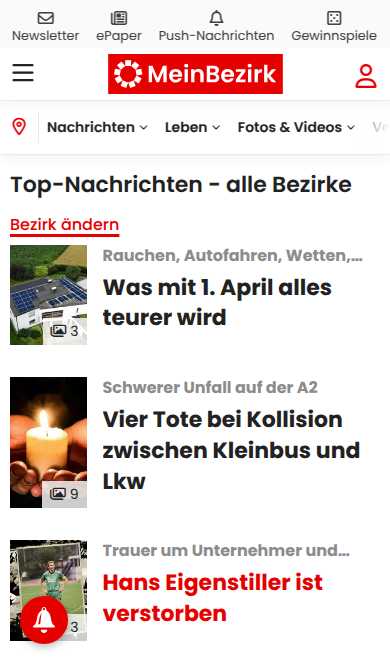 Newsletter ePaper Push-Nachrichten Gewinnspiele
MeinBezirk
Nachrichten Leben Fotos & Videos
Top-Nachrichten - alle Bezirke
Bezirk ändern
Rauchen, Autofahren, Wetten,...
Was mit 1. April alles
teurer wird
3
Schwerer Unfall auf der A2
Vier Tote bei Kollision
zwischen Kleinbus und
Lkw
9
Trauer um Unternehmer und...
Hans Eigenstiller ist
verstorben
3